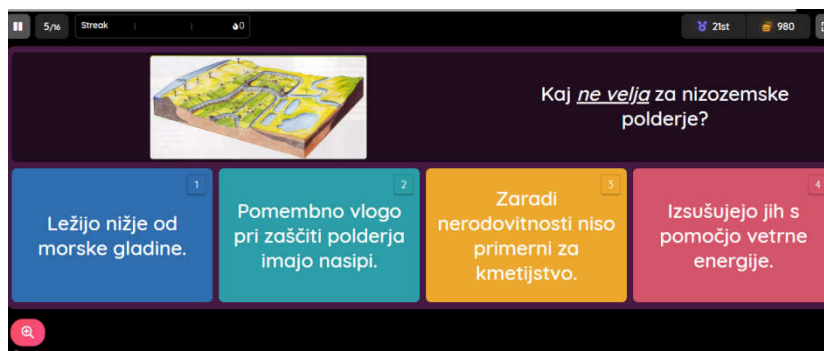 5/16 Streak 0 21st 980
Kaj ne velja za nizozemske
polderje?
1
Ležijo nižje od
morske gladine.
2
Pomembno vlogo
pri zaščiti polderja
imajo nasipi.
3
Zaradi
nerodovitnosti niso
primerni za
kmetijstvo.
4
Izsušujejo jih s
pomočjo vetrne
energije.